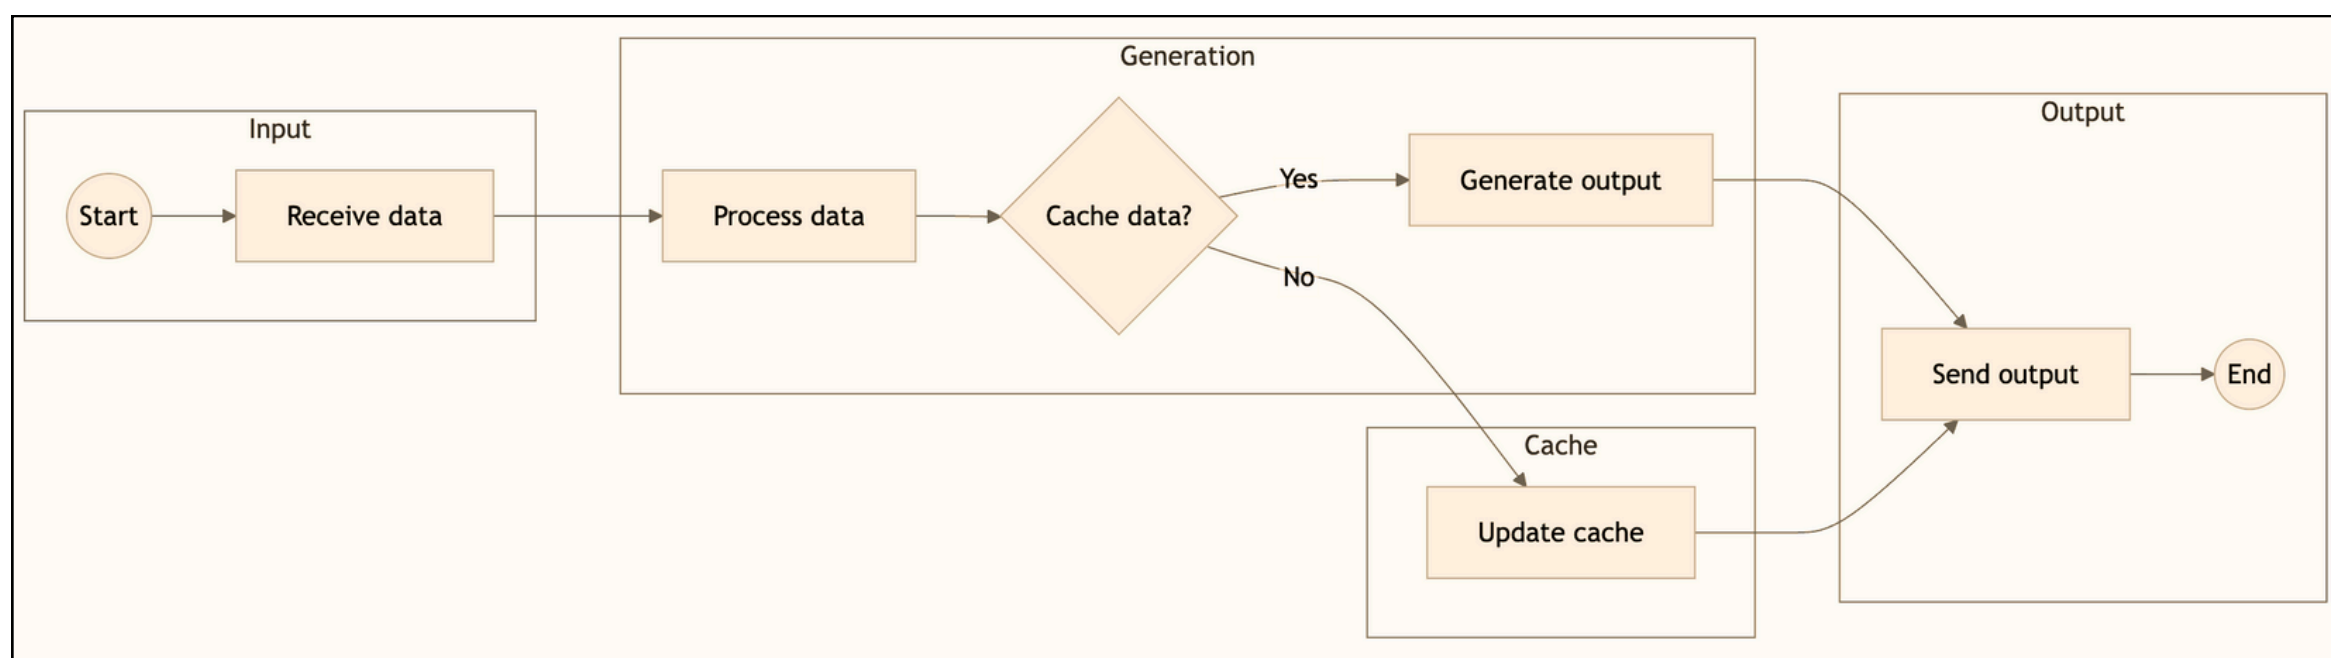 Input
Start
Receive data
Generation
Process data
Cache data?
Yes
No
Generate output
Cache
Update cache
Output
Send output
End